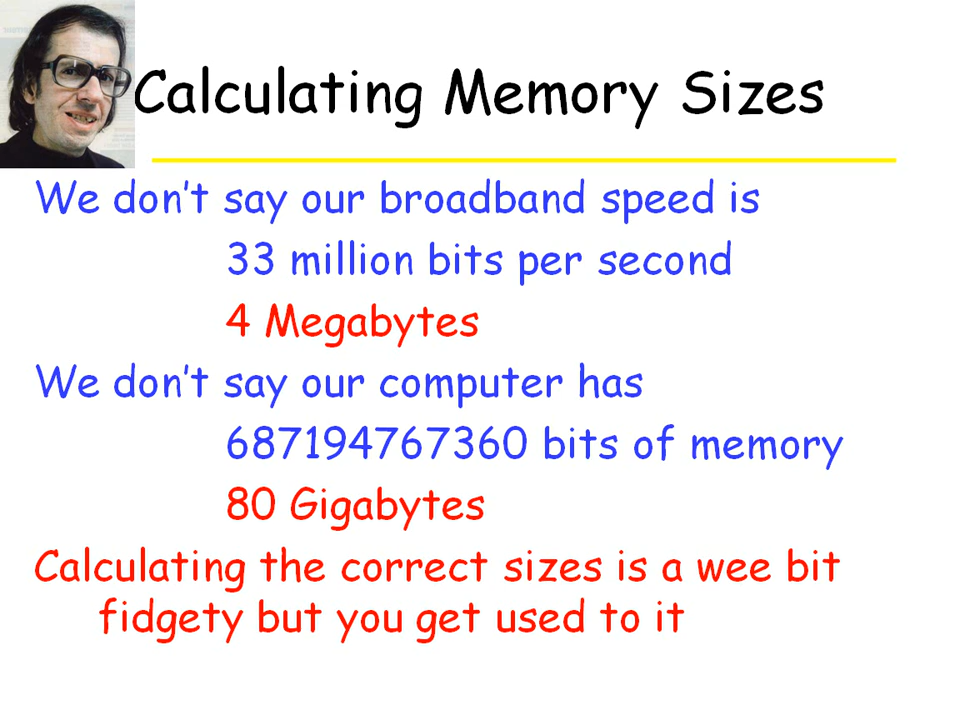 Calculating Memory Sizes
We don't say our broadband speed is
33 million bits per second
4 Megabytes
We don't say our computer has
687194767360 bits of memory
80 Gigabytes
Calculating the correct sizes is a wee bit
fidgety but you get used to it